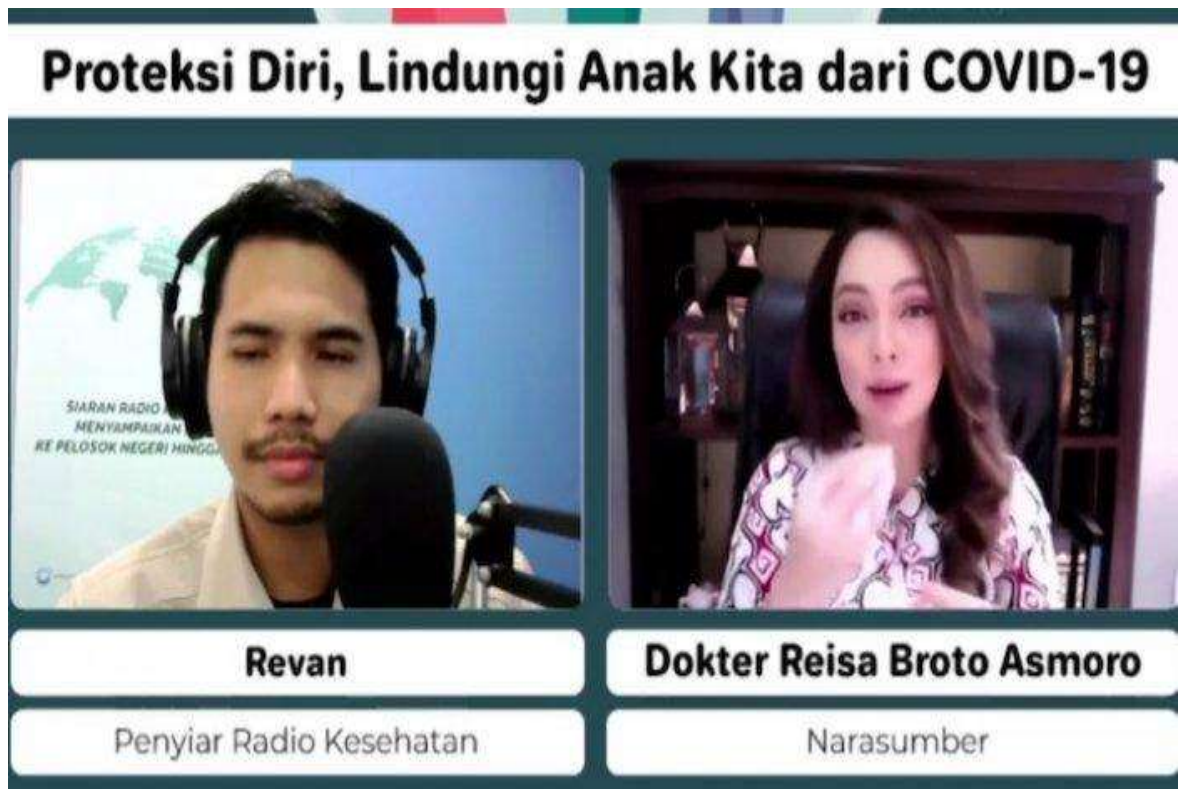 Proteksi Diri, Lindungi Anak Kita dari COVID-19
SIARAN RADIO
MENYAMPAIKAN
KE PELOSOK NEGERI HINGGA
Revan
Dokter Reisa Broto Asmoro
Penyiar Radio Kesehatan
Narasumber